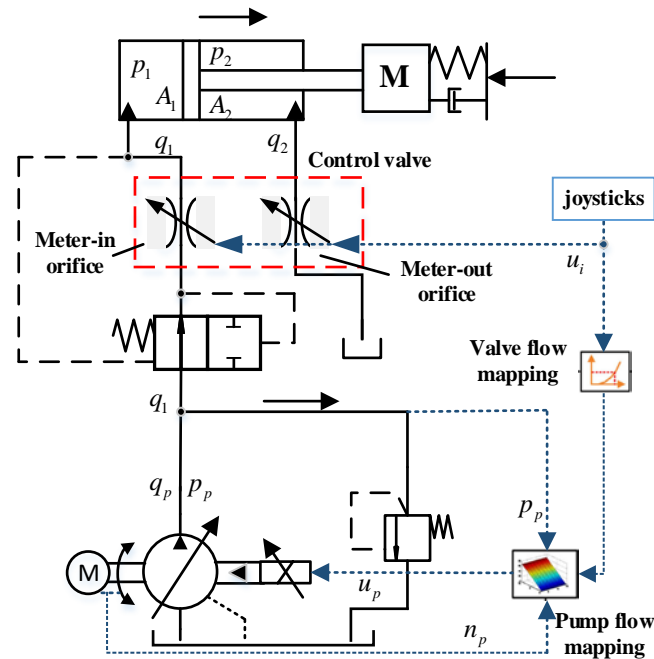 p₁
p₂
A₁
A₂
M
q₁
q₂
Control valve
joysticks
Meter-in
orifice
Meter-out
orifice
uᵢ
Valve flow
mapping
q₁
qₚ pₚ
pₚ
M
uₚ
nₚ
Pump flow
mapping